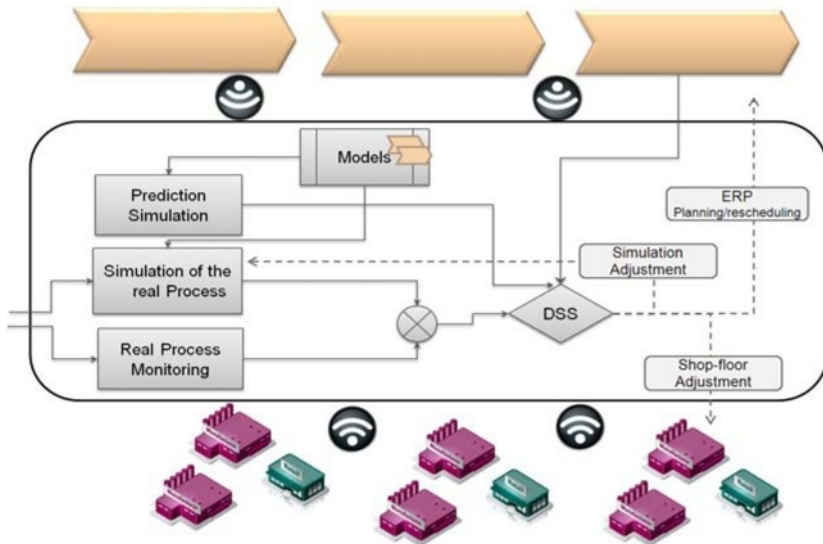 Models
Prediction
Simulation
ERP
Planning/rescheduling
Simulation of the
real Process
Simulation
Adjustment
DSS
Real Process
Monitoring
Shop-floor
Adjustment